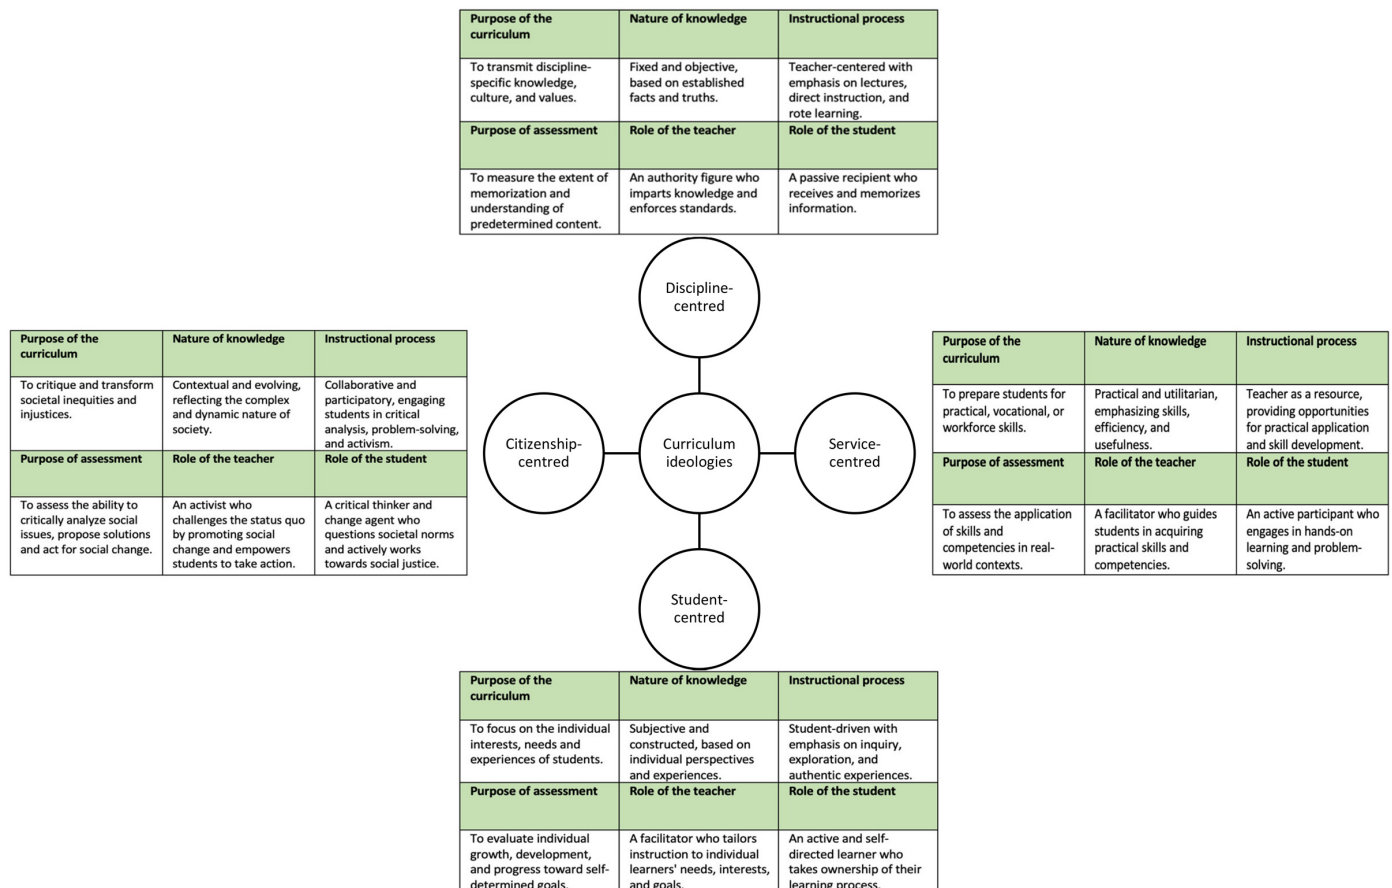 Purpose of the
curriculum
Nature of knowledge
Instructional process
To transmit discipline-
specific knowledge,
culture, and values.
Fixed and objective,
based on established
facts and truths.
Teacher-centered with
emphasis on lectures,
direct instruction, and
rote learning.
Purpose of assessment
Role of the teacher
Role of the student
To measure the extent of
memorization and
understanding of
predetermined content.
An authority figure who
imparts knowledge and
enforces standards.
A passive recipient who
receives and memorizes
information.
Discipline-
centred
Purpose of the
curriculum
Nature of knowledge
Instructional process
To critique and transform
societal inequities and
injustices.
Contextual and evolving,
reflecting the complex
and dynamic nature of
society.
Collaborative and
participatory, engaging
students in critical
analysis, problem-solving,
and activism.
Purpose of assessment
Role of the teacher
Role of the student
To assess the ability to
critically analyze social
issues, propose solutions
and act for social change.
An activist who
challenges the status quo
by promoting social
change and empowers
students to take action.
A critical thinker and
change agent who
questions societal norms
and actively works
towards social justice.
Citizenship-
centred
Curriculum
ideologies
Service-
centred
Purpose of the
curriculum
Nature of knowledge
Instructional process
To prepare students for
practical, vocational, or
workforce skills.
Practical and utilitarian,
emphasizing skills,
efficiency, and
usefulness.
Teacher as a resource,
providing opportunities
for practical application
and skill development.
Purpose of assessment
Role of the teacher
Role of the student
To assess the application
of skills and
competencies in real-
world contexts.
A facilitator who guides
students in acquiring
practical skills and
competencies.
An active participant who
engages in hands-on
learning and problem-
solving.
Student-
centred
Purpose of the
curriculum
Nature of knowledge
Instructional process
To focus on the individual
interests, needs and
experiences of students.
Subjective and
constructed, based on
individual perspectives
and experiences.
Student-driven with
emphasis on inquiry,
exploration, and
authentic experiences.
Purpose of assessment
Role of the teacher
Role of the student
To evaluate individual
growth, development,
and progress toward self-
determined goals.
A facilitator who tailors
instruction to individual
learners' needs, interests,
and goals.
An active and self-
directed learner who
takes ownership of their
learning process.